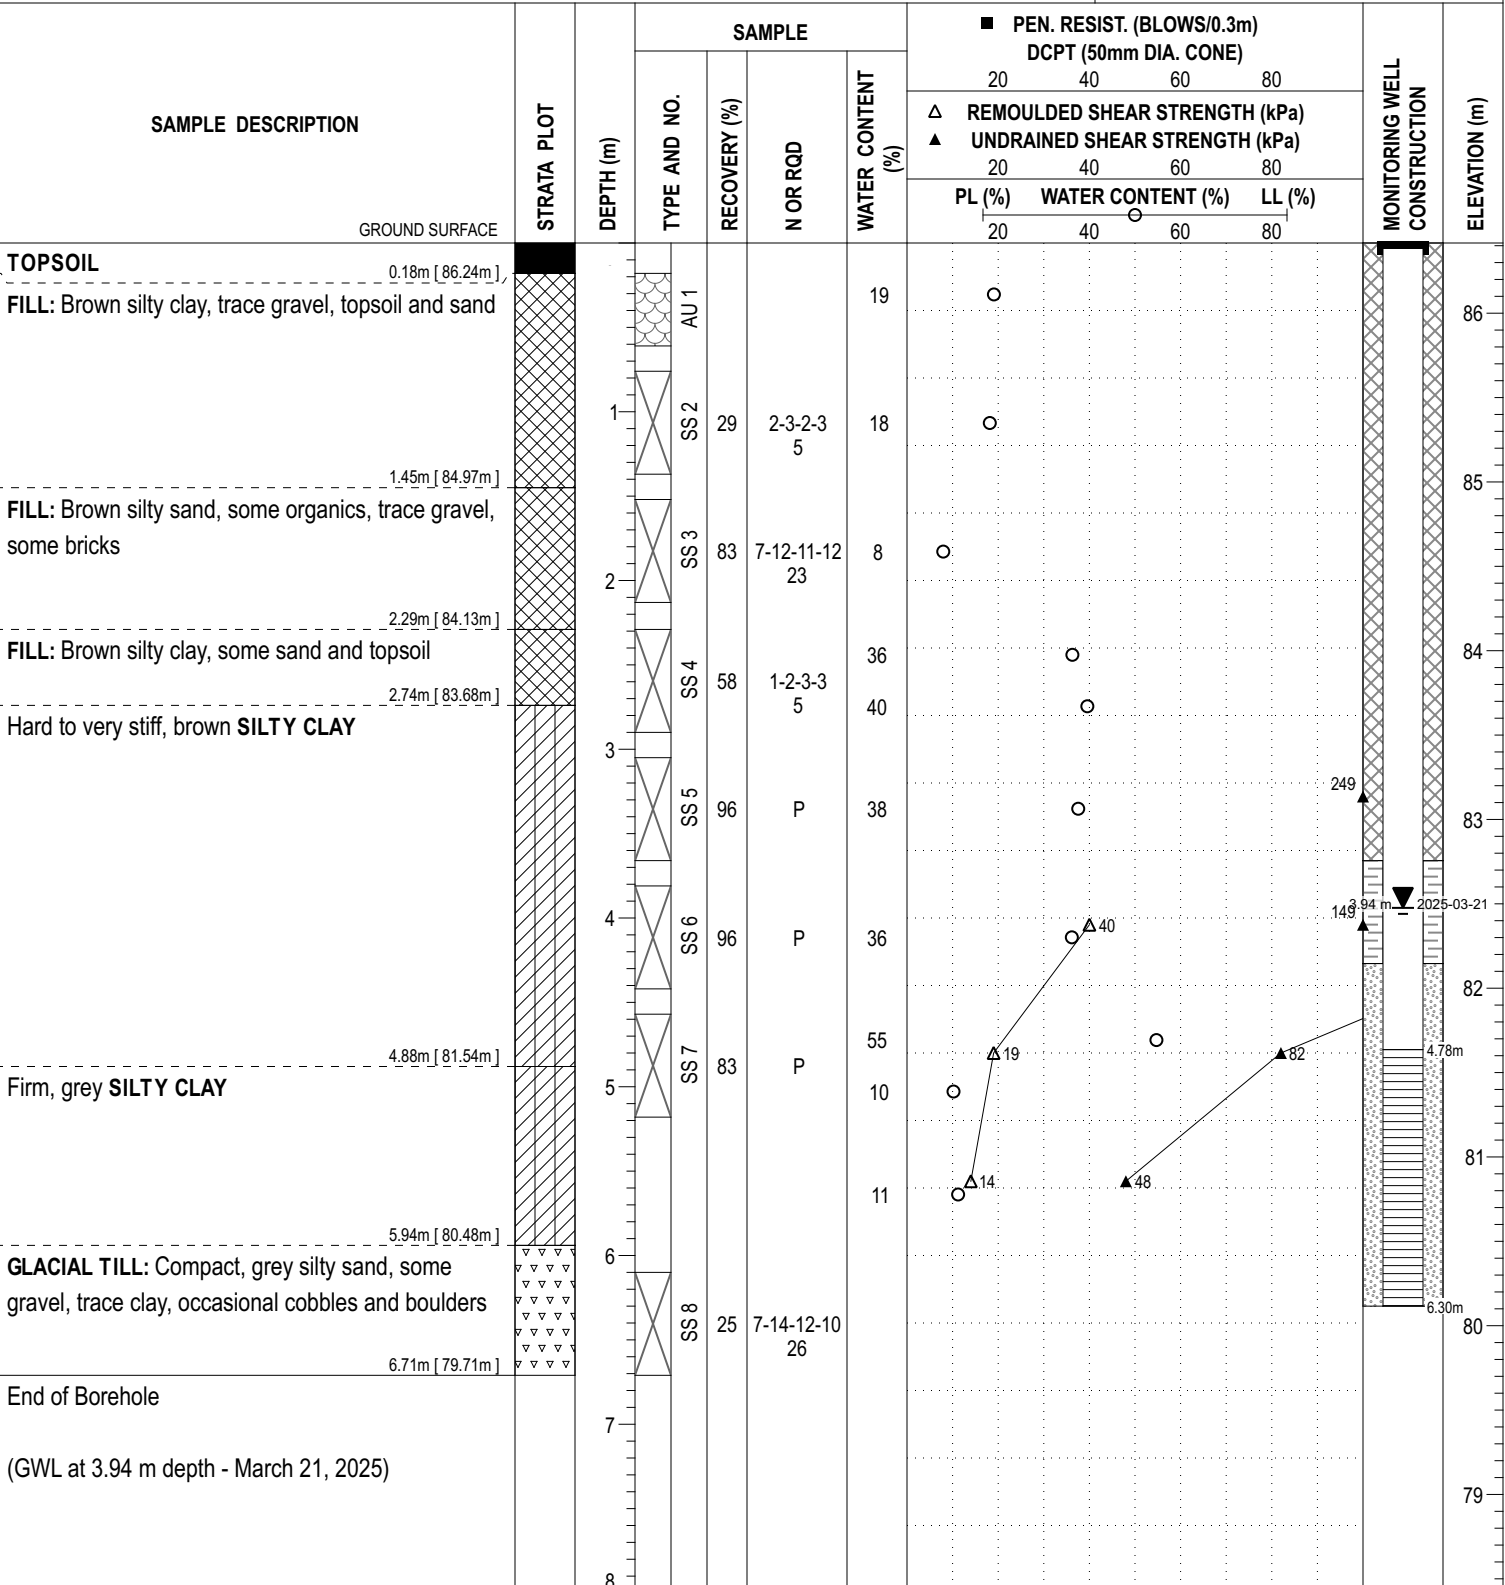 SAMPLE DESCRIPTION
GROUND SURFACE
STRATA PLOT
DEPTH (m)
SAMPLE
TYPE AND NO.
RECOVERY (%)
N OR RQD
WATER CONTENT
(%)
■ PEN. RESIST. (BLOWS/0.3m)
DCPT (50mm DIA. CONE)
20 40 60 80
△ REMOULDED SHEAR STRENGTH (kPa)
▲ UNDRAINED SHEAR STRENGTH (kPa)
20 40 60 80
PL (%) WATER CONTENT (%) LL (%)
20 40 60 80
MONITORING WELL
CONSTRUCTION
ELEVATION (m)
TOPSOIL
0.18m [ 86.24m ]
FILL: Brown silty clay, trace gravel, topsoil and sand
AU 1
19
86
1
SS 2
29
2-3-2-3
5
18
1.45m [ 84.97m ]
85
FILL: Brown silty sand, some organics, trace gravel,
some bricks
SS 3
83
7-12-11-12
23
8
2
2.29m [ 84.13m ]
FILL: Brown silty clay, some sand and topsoil
SS 4
58
1-2-3-3
5
36
40
84
2.74m [ 83.68m ]
Hard to very stiff, brown SILTY CLAY
3
249
SS 5
96
P
38
83
3.94 m
2025-03-21
149
4
40
SS 6
96
P
36
82
55
4.88m [ 81.54m ]
SS 7
83
P
19
82
4.78m
Firm, grey SILTY CLAY
5
10
81
14
48
11
5.94m [ 80.48m ]
6
GLACIAL TILL: Compact, grey silty sand, some
gravel, trace clay, occasional cobbles and boulders
6.30m
SS 8
25
7-14-12-10
26
80
6.71m [ 79.71m ]
End of Borehole
7
(GWL at 3.94 m depth - March 21, 2025)
79
8